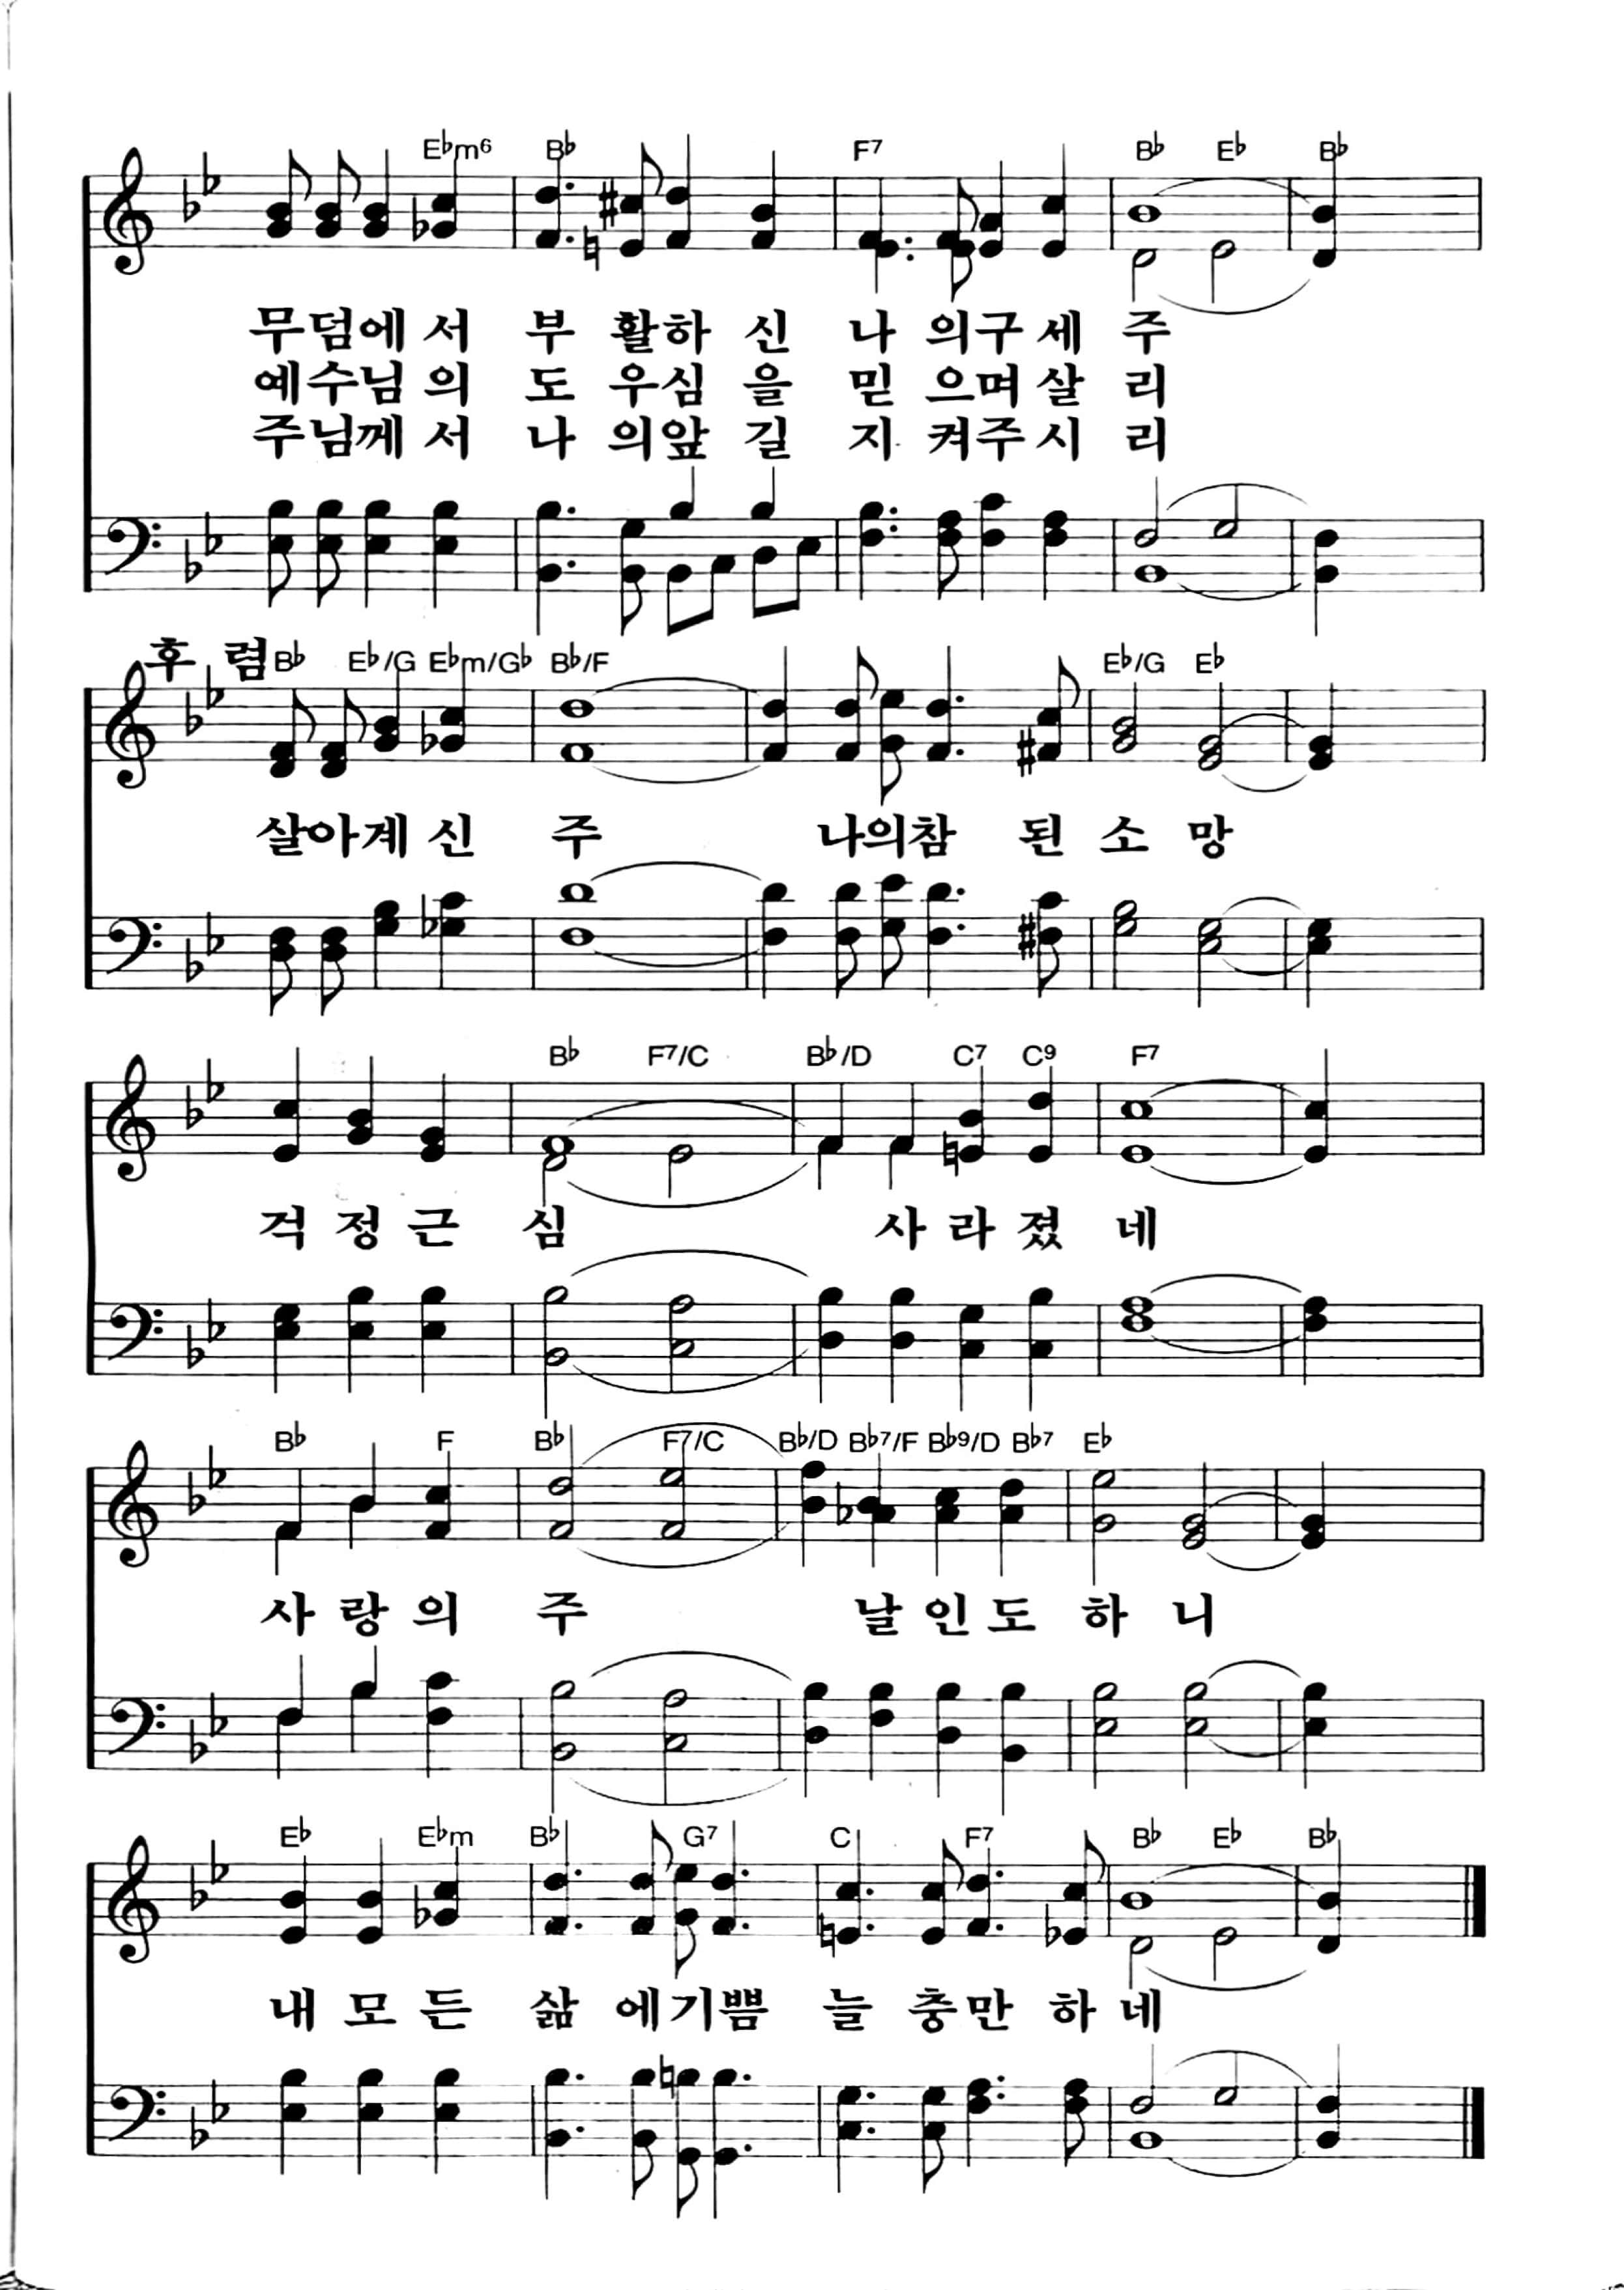 E♭m6 B♭ F7 B♭ E♭ B♭
무덤에서 부 활하 신 나 의구 세 주
예수님 의 도 우심 을 믿 으며 살 리
주님께 서 나 의앞 길 지 켜주 시 리
후 렴 B♭ E♭/G E♭m/G♭ B♭/F E♭/G E♭
살아계 신 주 나의참 된 소 망
B♭ F7/C B♭/D C7 C9 F7
걱 정 근 심 사 라 졌 네
B♭ F B♭ F7/C B♭/D B♭7/F B♭9/D B♭7 E♭
사 랑 의 주 날 인 도 하 니
E♭ E♭m B♭ G7 C F7 B♭ E♭ B♭
내 모 든 삶 에기 쁨 늘 충만 하 네